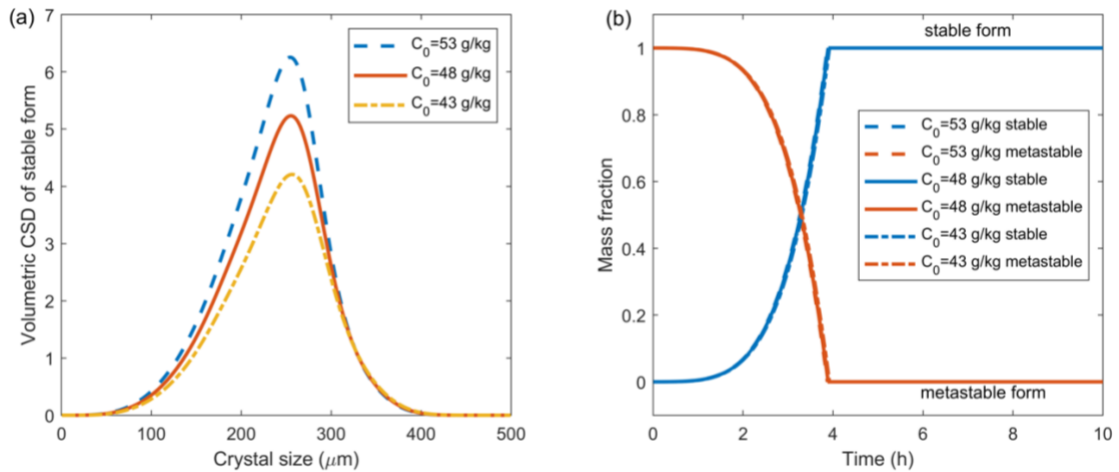 (a)
7
6
5
4
3
2
1
0
Volumetric CSD of stable form
0 100 200 300 400 500
Crystal size (μm)
C₀=53 g/kg
C₀=48 g/kg
C₀=43 g/kg
(b)
1
0.8
0.6
0.4
0.2
0
Mass fraction
0 2 4 6 8 10
Time (h)
stable form
C₀=53 g/kg stable
C₀=53 g/kg metastable
C₀=48 g/kg stable
C₀=48 g/kg metastable
C₀=43 g/kg stable
C₀=43 g/kg metastable
metastable form